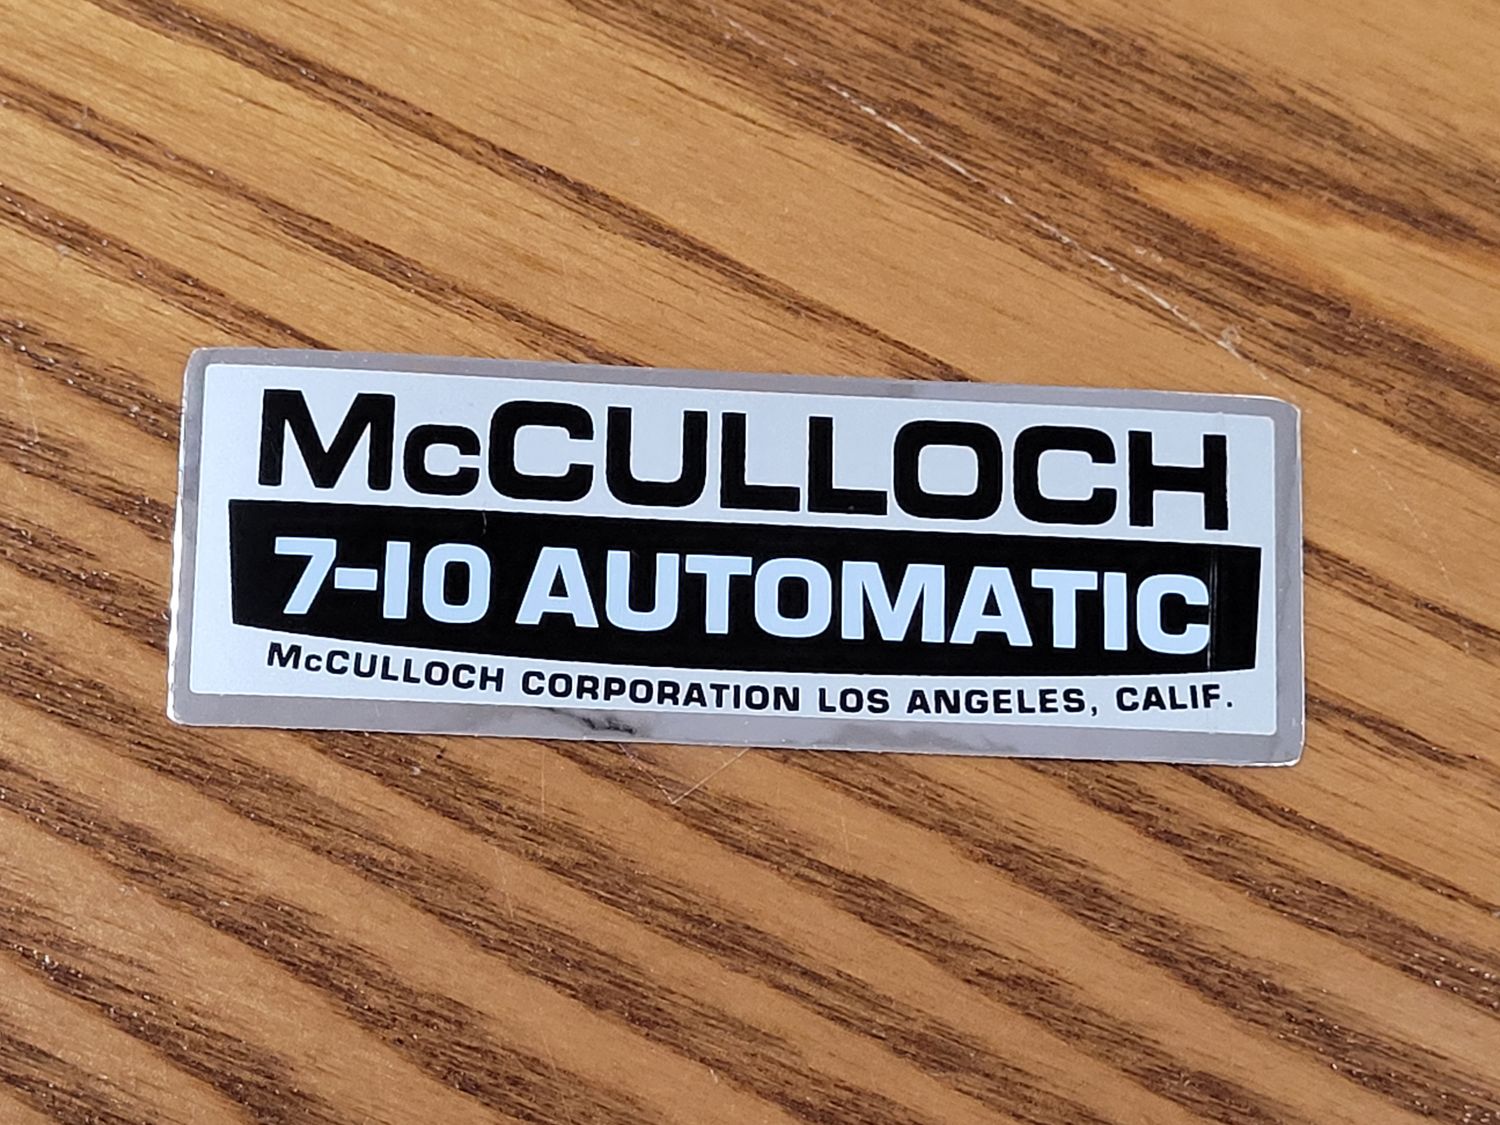 McCULLOCH
7-10 AUTOMATIC
McCULLOCH CORPORATION LOS ANGELES, CALIF.